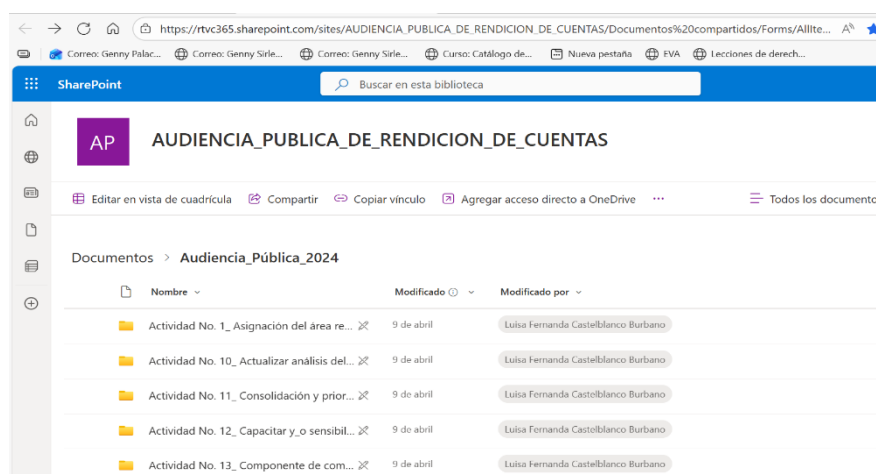 https://rtvc365.sharepoint.com/sites/AUDIENCIA_PUBLICA_DE_RENDICION_DE_CUENTAS/Documentos%20compartidos/Forms/AllIte...
Correo: Genny Palac... Correo: Genny Sirle... Correo: Genny Sirle... Curso: Catálogo de... Nueva pestaña EVA Lecciones de derech...
SharePoint Buscar en esta biblioteca
AP AUDIENCIA_PUBLICA_DE_RENDICION_DE_CUENTAS
Editar en vista de cuadrícula Compartir Copiar vínculo Agregar acceso directo a OneDrive ... Todos los documento
Documentos > Audiencia_Pública_2024
Nombre Modificado Modificado por
Actividad No. 1_ Asignación del área re... 9 de abril Luisa Fernanda Castelblanco Burbano
Actividad No. 10_ Actualizar análisis del... 9 de abril Luisa Fernanda Castelblanco Burbano
Actividad No. 11_ Consolidación y prior... 9 de abril Luisa Fernanda Castelblanco Burbano
Actividad No. 12_ Capacitar y_o sensibil... 9 de abril Luisa Fernanda Castelblanco Burbano
Actividad No. 13_ Componente de com... 9 de abril Luisa Fernanda Castelblanco Burbano